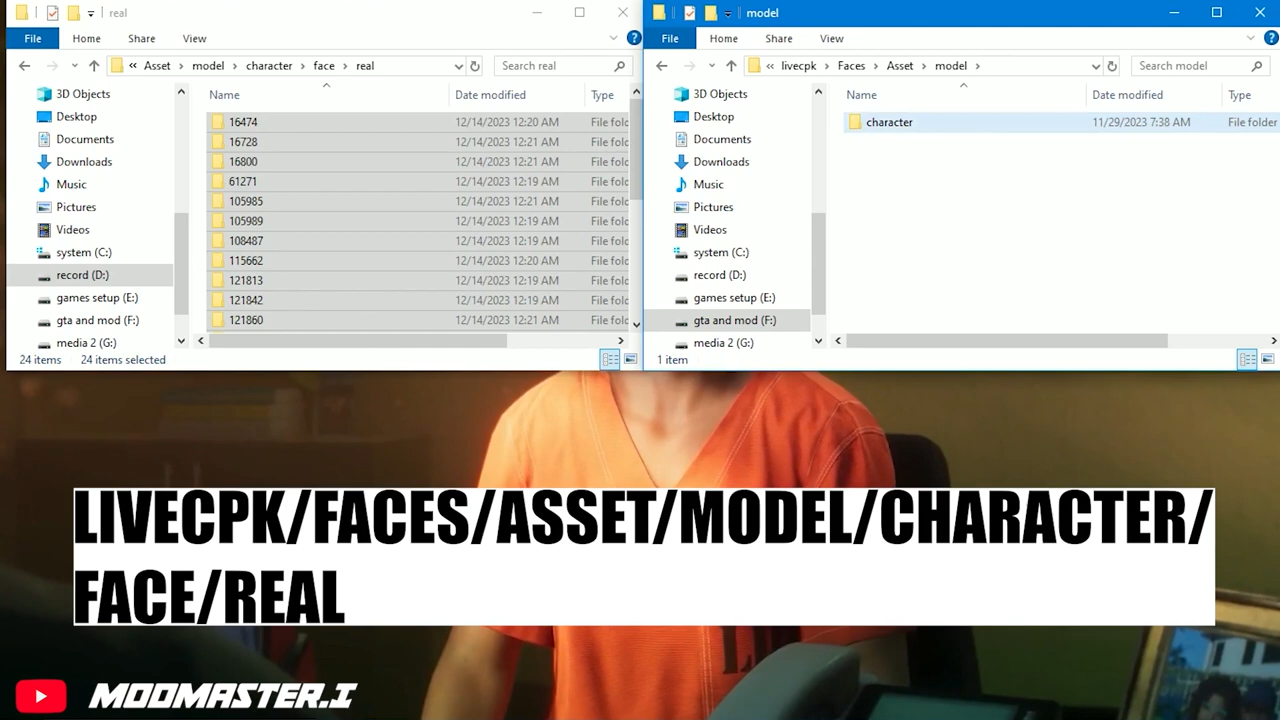 real
File Home Share View
« Asset > model > character > face > real
Search real
Name Date modified Type
3D Objects
Desktop
Documents
Downloads
Music
Pictures
Videos
system (C:)
record (D:)
games setup (E:)
gta and mod (F:)
media 2 (G:)
16474 12/14/2023 12:20 AM File folc
16728 12/14/2023 12:21 AM File folc
16800 12/14/2023 12:21 AM File folc
61271 12/14/2023 12:19 AM File folc
105985 12/14/2023 12:21 AM File folc
105989 12/14/2023 12:19 AM File folc
108487 12/14/2023 12:19 AM File folc
115662 12/14/2023 12:20 AM File folc
121813 12/14/2023 12:19 AM File folc
121842 12/14/2023 12:19 AM File folc
121860 12/14/2023 12:21 AM File folc
24 items 24 items selected
model
File Home Share View
« livecpk > Faces > Asset > model >
Search model
Name Date modified Type
3D Objects
Desktop
Documents
Downloads
Music
Pictures
Videos
system (C:)
record (D:)
games setup (E:)
gta and mod (F:)
media 2 (G:)
character 11/29/2023 7:38 AM File folder
1 item
LIVECPK/FACES/ASSET/MODEL/CHARACTER/
FACE/REAL
MODMASTER.I